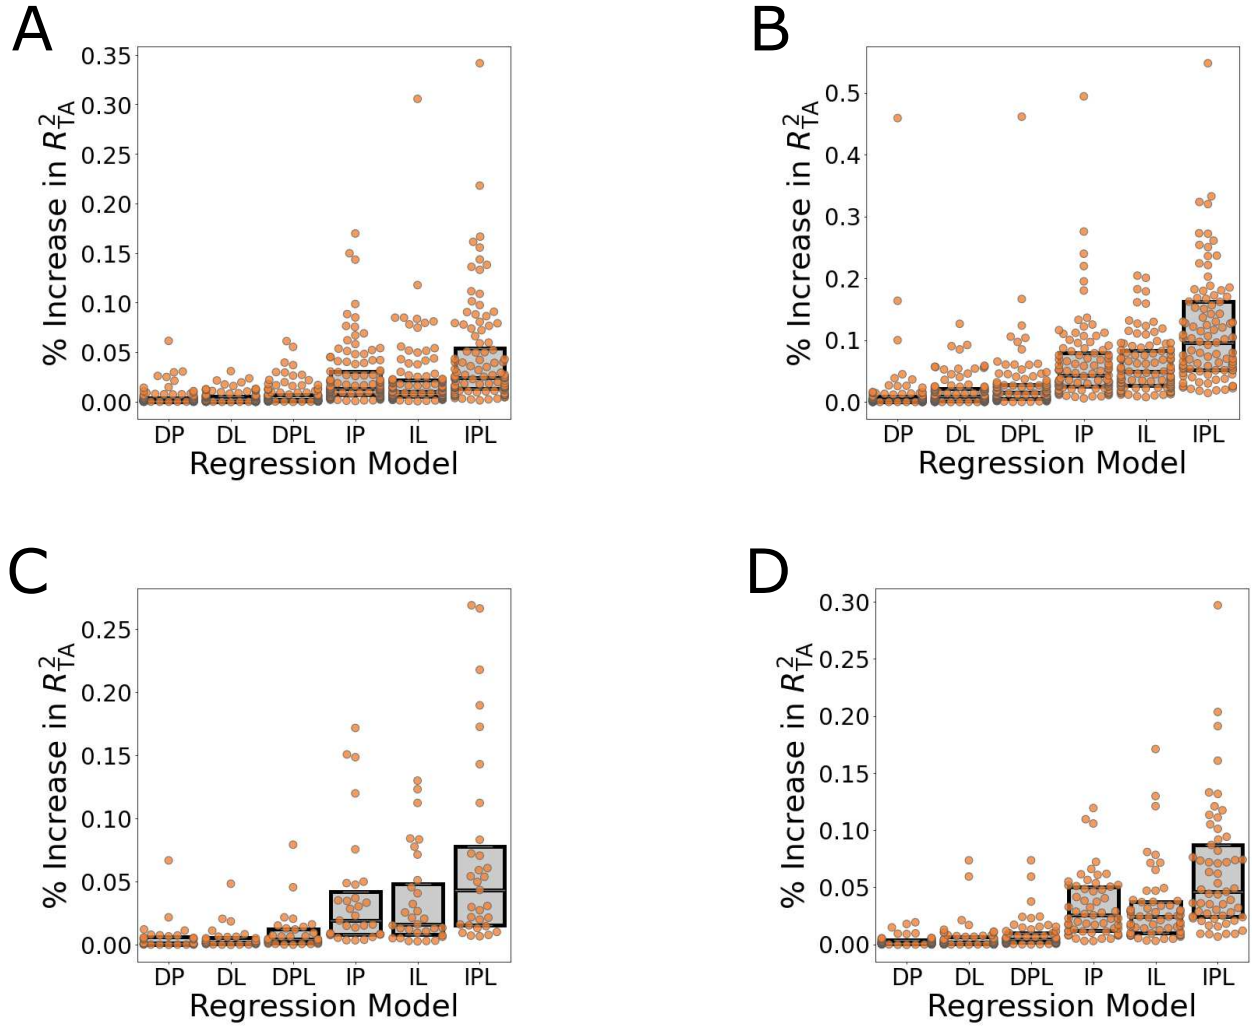 A
% Increase in R²TA
0.35
0.30
0.25
0.20
0.15
0.10
0.05
0.00
DP DL DPL IP IL IPL
Regression Model
B
% Increase in R²TA
0.5
0.4
0.3
0.2
0.1
0.0
DP DL DPL IP IL IPL
Regression Model
C
% Increase in R²TA
0.25
0.20
0.15
0.10
0.05
0.00
DP DL DPL IP IL IPL
Regression Model
D
% Increase in R²TA
0.30
0.25
0.20
0.15
0.10
0.05
0.00
DP DL DPL IP IL IPL
Regression Model